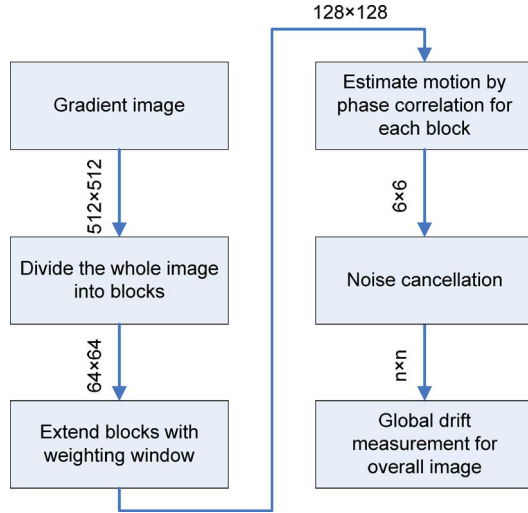 Gradient image
512×512
Divide the whole image
into blocks
64×64
Extend blocks with
weighting window
128×128
Estimate motion by
phase correlation for
each block
6×6
Noise cancellation
n×n
Global drift
measurement for
overall image